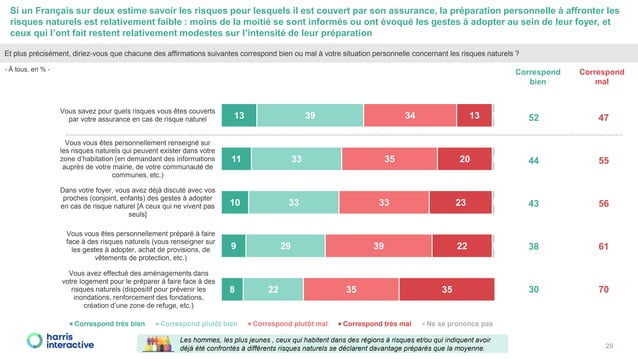 Si un Français sur deux estime savoir les risques pour lesquels il est couvert par son assurance, la préparation personnelle à affronter les
risques naturels est relativement faible : moins de la moitié se sont informés ou ont évoqué les gestes à adopter au sein de leur foyer, et
ceux qui l'ont fait restent relativement modestes sur l'intensité de leur préparation
Et plus précisément, diriez-vous que chacune des affirmations suivantes correspond bien ou mal à votre situation personnelle concernant les risques naturels ?
- À tous, en % -
Correspond bien
Correspond mal
Vous savez pour quels risques vous êtes couverts
par votre assurance en cas de risque naturel
13 39 34 13
52 47
Vous vous êtes personnellement renseigné sur
les risques naturels qui peuvent exister dans votre
zone d'habitation (en demandant des informations
auprès de votre mairie, de votre communauté de
communes, etc.)
11 33 35 20
44 55
Dans votre foyer, vous avez déjà discuté avec vos
proches (conjoint, enfants) des gestes à adopter
en cas de risque naturel [A ceux qui ne vivent pas
seuls]
10 33 33 23
43 56
Vous vous êtes personnellement préparé à faire
face à des risques naturels (vous renseigner sur
les gestes à adopter, achat de provisions, de
vêtements de protection, etc.)
9 29 39 22
38 61
Vous avez effectué des aménagements dans
votre logement pour le préparer à faire face à des
risques naturels (dispositif pour prévenir les
inondations, renforcement des fondations,
création d'une zone de refuge, etc.)
8 22 35 35
30 70
Correspond très bien Correspond plutôt bien Correspond plutôt mal Correspond très mal Ne se prononce pas
harris
interactive
Les hommes, les plus jeunes , ceux qui habitent dans des régions à risques et/ou qui indiquent avoir
déjà été confrontés à différents risques naturels se déclarent davantage préparés que la moyenne.
29